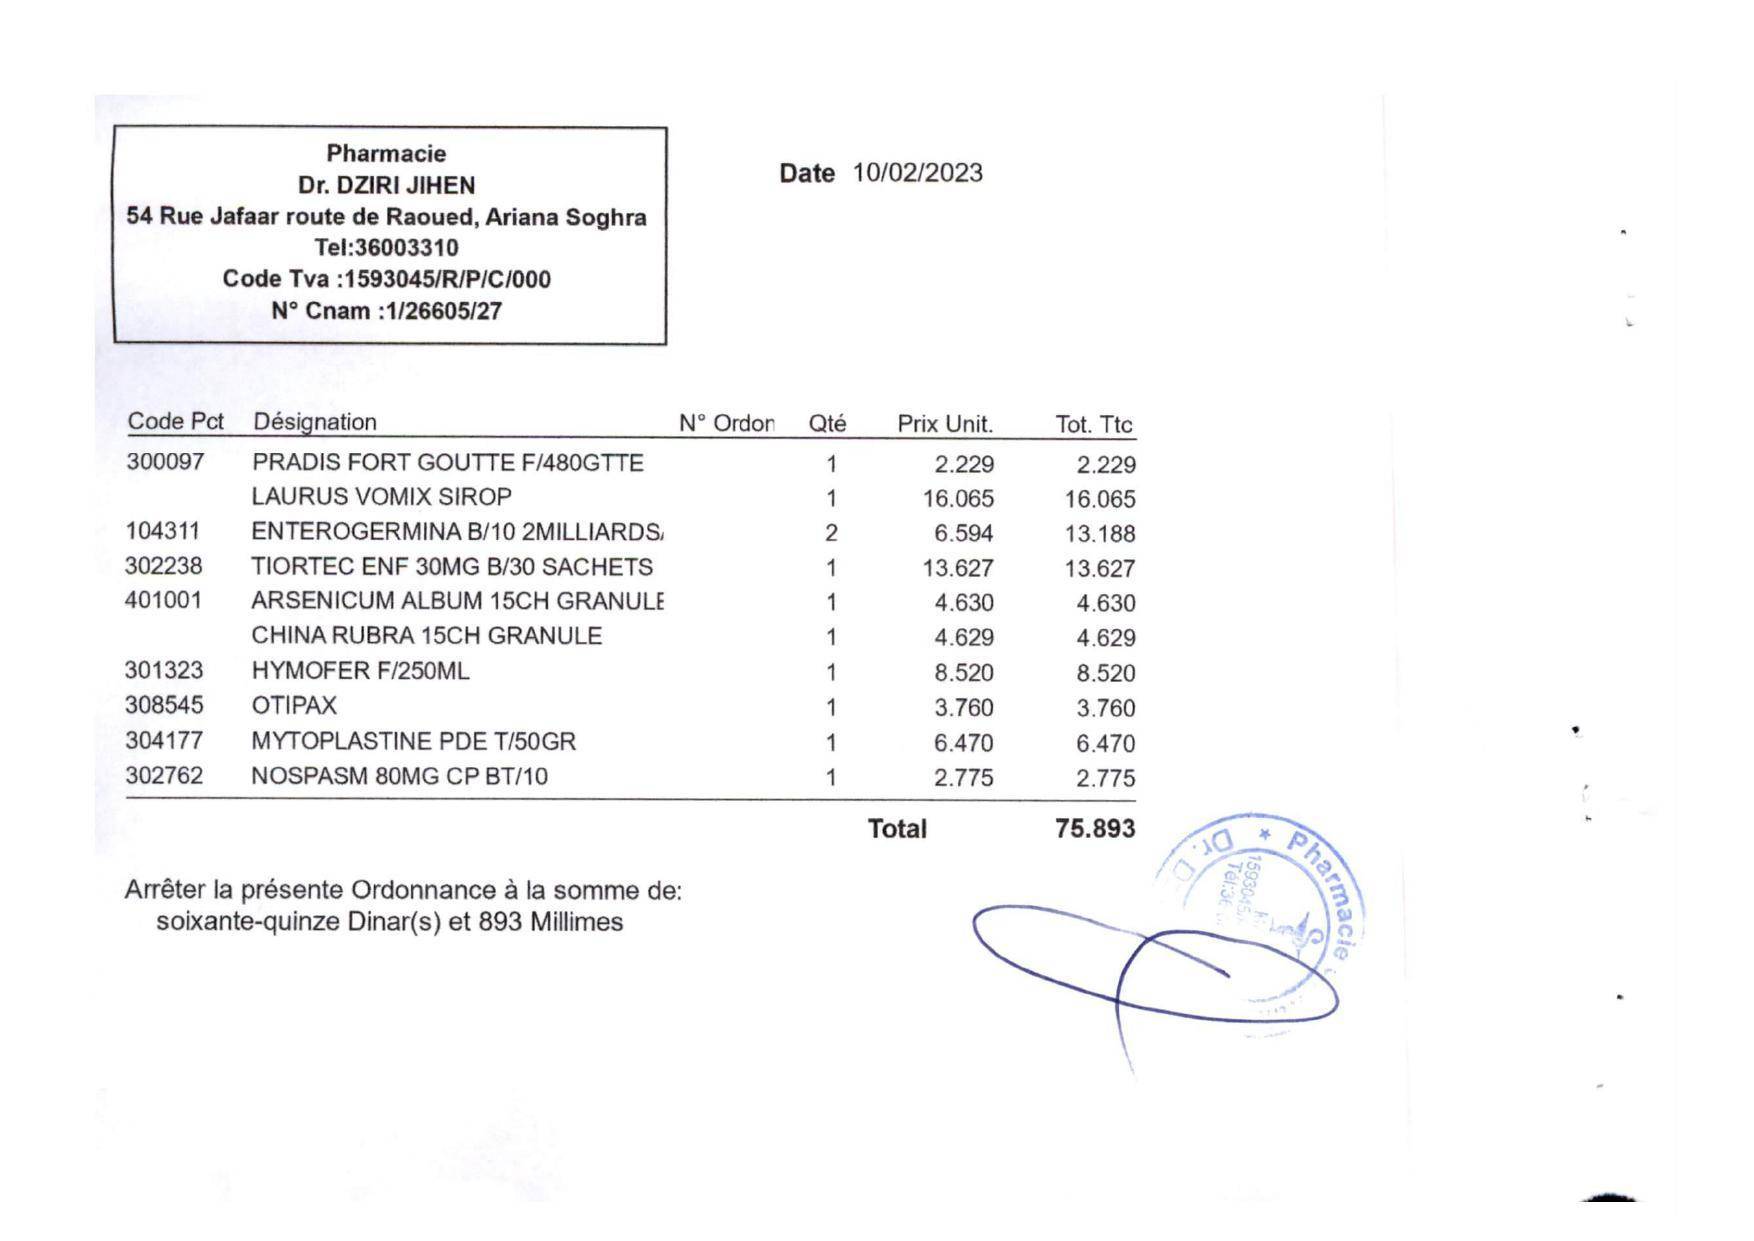 Pharmacie
Dr. DZIRI JIHEN
54 Rue Jafaar route de Raoued, Ariana Soghra
Tel:36003310
Code Tva :1593045/R/P/C/000
N° Cnam :1/26605/27
Date 10/02/2023
Code Pct Désignation N° Ordon Qté Prix Unit. Tot. Ttc
300097 PRADIS FORT GOUTTE F/480GTTE 1 2.229 2.229
LAURUS VOMIX SIROP 1 16.065 16.065
104311 ENTEROGERMINA B/10 2MILLIARDS/ 2 6.594 13.188
302238 TIORTEC ENF 30MG B/30 SACHETS 1 13.627 13.627
401001 ARSENICUM ALBUM 15CH GRANULE 1 4.630 4.630
CHINA RUBRA 15CH GRANULE 1 4.629 4.629
301323 HYMOFER F/250ML 1 8.520 8.520
308545 OTIPAX 1 3.760 3.760
304177 MYTOPLASTINE PDE T/50GR 1 6.470 6.470
302762 NOSPASM 80MG CP BT/10 1 2.775 2.775
Total 75.893
Arrêter la présente Ordonnance à la somme de:
soixante-quinze Dinar(s) et 893 Millimes
Dr. D * Pharmacie